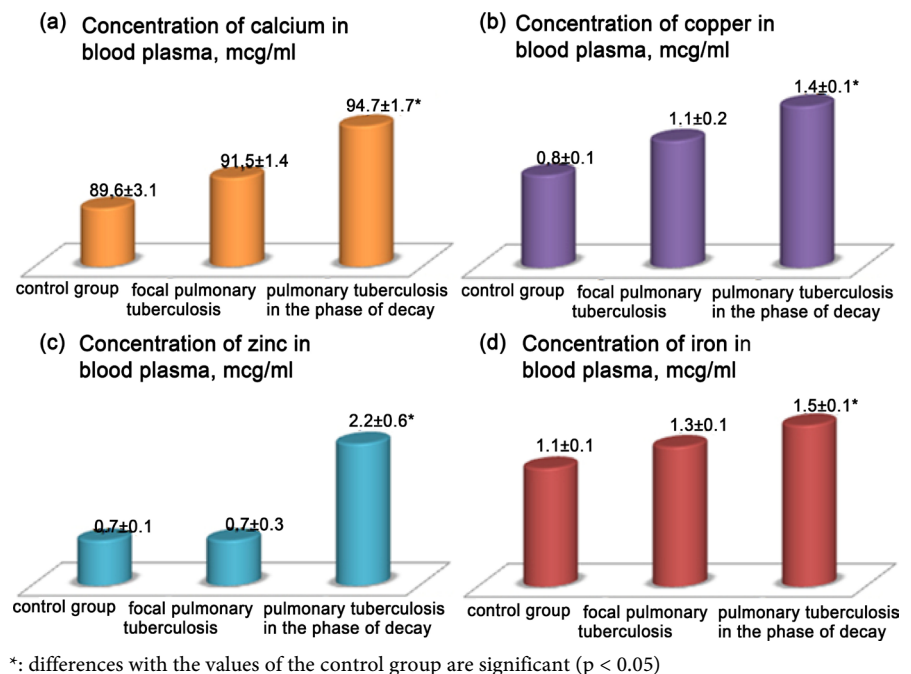 (a) Concentration of calcium in
blood plasma, mcg/ml
94.7±1.7*
91,5±1.4
89,6±3.1
control group
focal pulmonary
tuberculosis
pulmonary tuberculosis
in the phase of decay
(b) Concentration of copper in
blood plasma, mcg/ml
1.4±0.1*
1.1±0.2
0,8±0.1
control group
focal pulmonary
tuberculosis
pulmonary tuberculosis
in the phase of decay
(c) Concentration of zinc in
blood plasma, mcg/ml
2.2±0.6*
0,7±0.1
0,7±0.3
control group
focal pulmonary
tuberculosis
pulmonary tuberculosis
in the phase of decay
(d) Concentration of iron in
blood plasma, mcg/ml
1.5±0.1*
1.3±0.1
1.1±0.1
control group
focal pulmonary
tuberculosis
pulmonary tuberculosis
in the phase of decay
*: differences with the values of the control group are significant (p < 0.05)